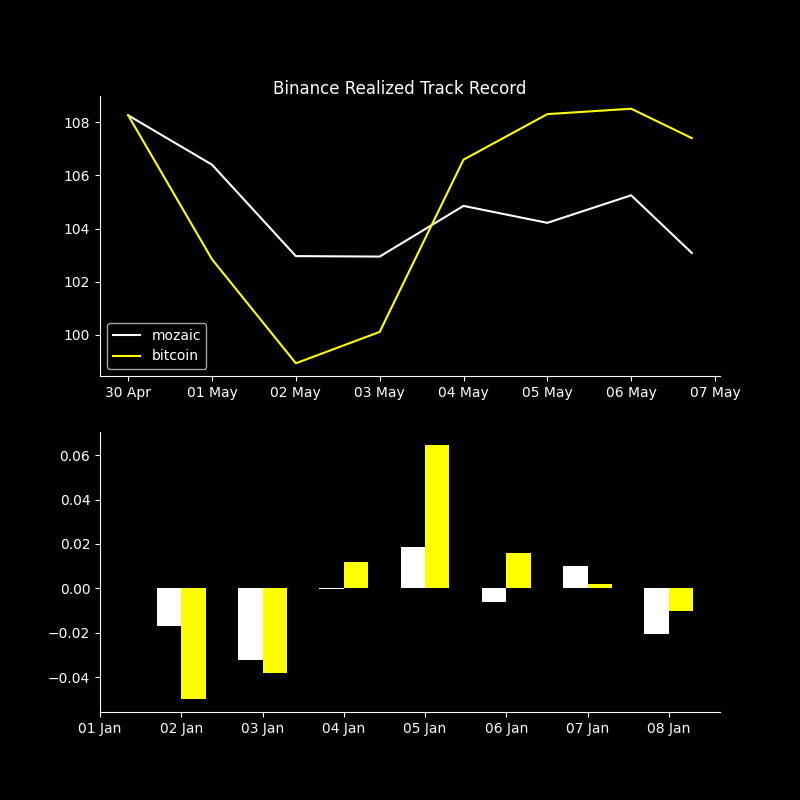 Binance Realized Track Record
108
106
104
102
100
mozaic
bitcoin
30 Apr 01 May 02 May 03 May 04 May 05 May 06 May 07 May
0.06
0.04
0.02
0.00
−0.02
−0.04
01 Jan 02 Jan 03 Jan 04 Jan 05 Jan 06 Jan 07 Jan 08 Jan